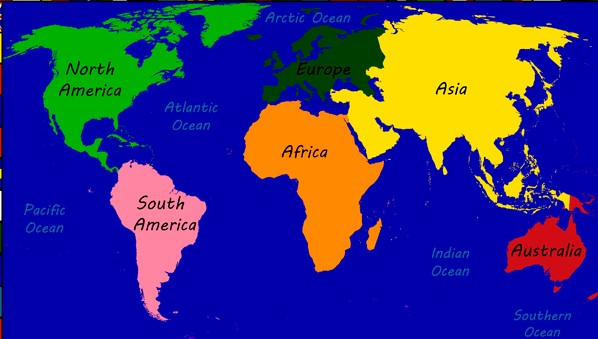 Arctic Ocean
North
America
Europe
Asia
Atlantic
Ocean
Africa
South
America
Pacific
Ocean
Indian
Ocean
Australia
Southern
Ocean